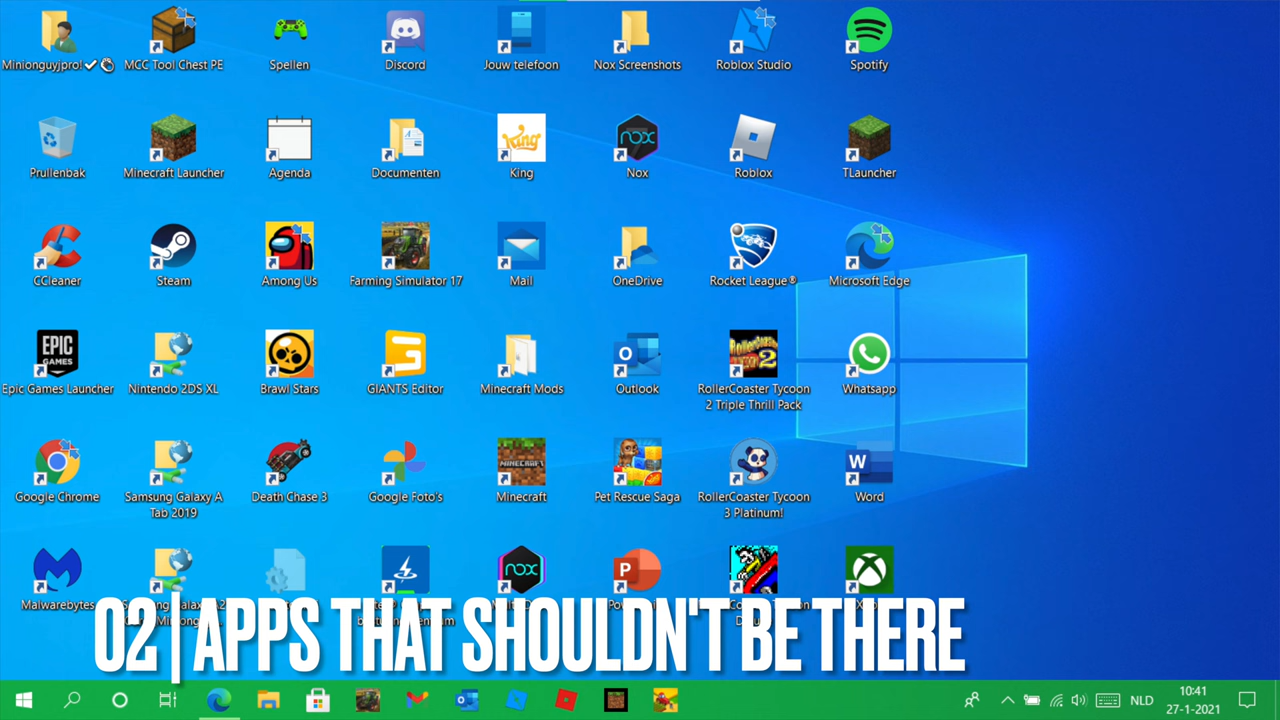 Minionguyjpro!
MCC Tool Chest PE
Spellen
Discord
Jouw telefoon
Nox Screenshots
Roblox Studio
Spotify
Prullenbak
Minecraft Launcher
Agenda
Documenten
King
Nox
Roblox
TLauncher
CCleaner
Steam
Among Us
Farming Simulator 17
Mail
OneDrive
Rocket League®
Microsoft Edge
Epic Games Launcher
Nintendo 2DS XL
Brawl Stars
GIANTS Editor
Minecraft Mods
Outlook
RollerCoaster Tycoon
2 Triple Thrill Pack
Whatsapp
Google Chrome
Samsung Galaxy A
Tab 2019
Death Chase 3
Google Foto's
Minecraft
Pet Rescue Saga
RollerCoaster Tycoon
3 Platinum!
Word
Malwarebytes
02 | APPS THAT SHOULDN'T BE THERE
NLD
10:41
27-1-2021